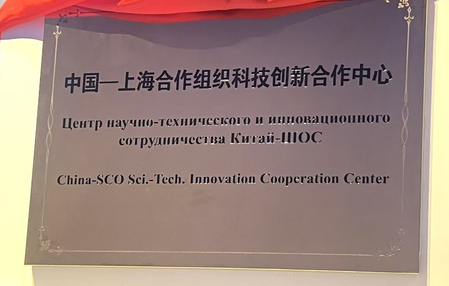 中国—上海合作组织科技创新合作中心
Центр научно-технического и инновационного
сотрудничества Китай-ШОС
China-SCO Sci.-Tech. Innovation Cooperation Center